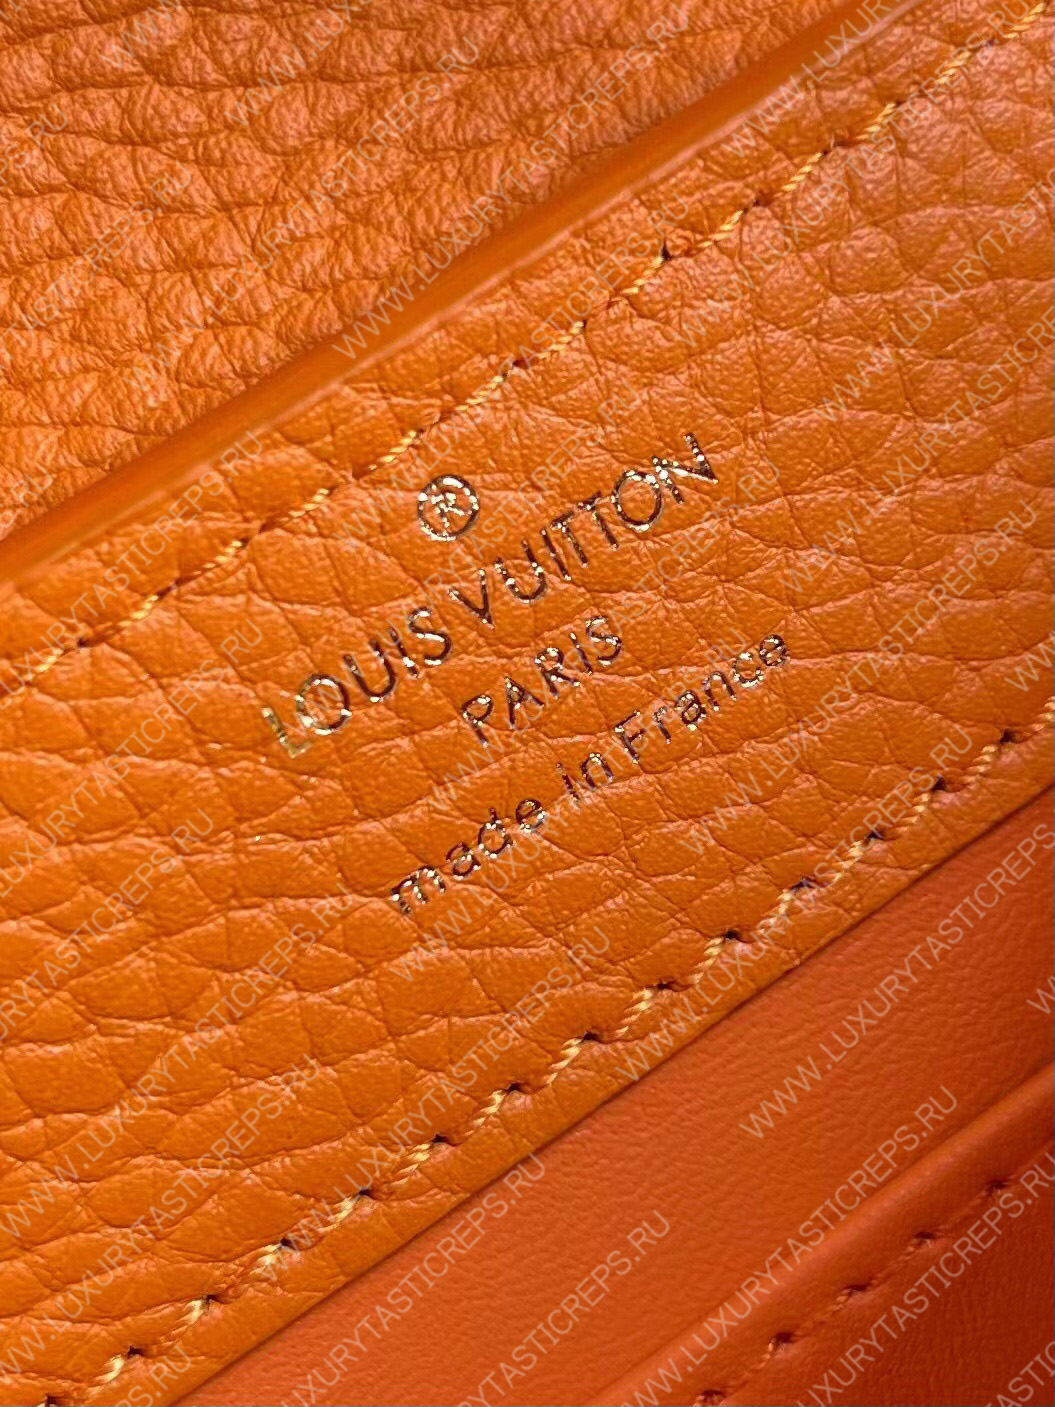 ®
LOUIS VUITTON
PARIS
made in France
WWW.LUXURYTASTICREPS.RU